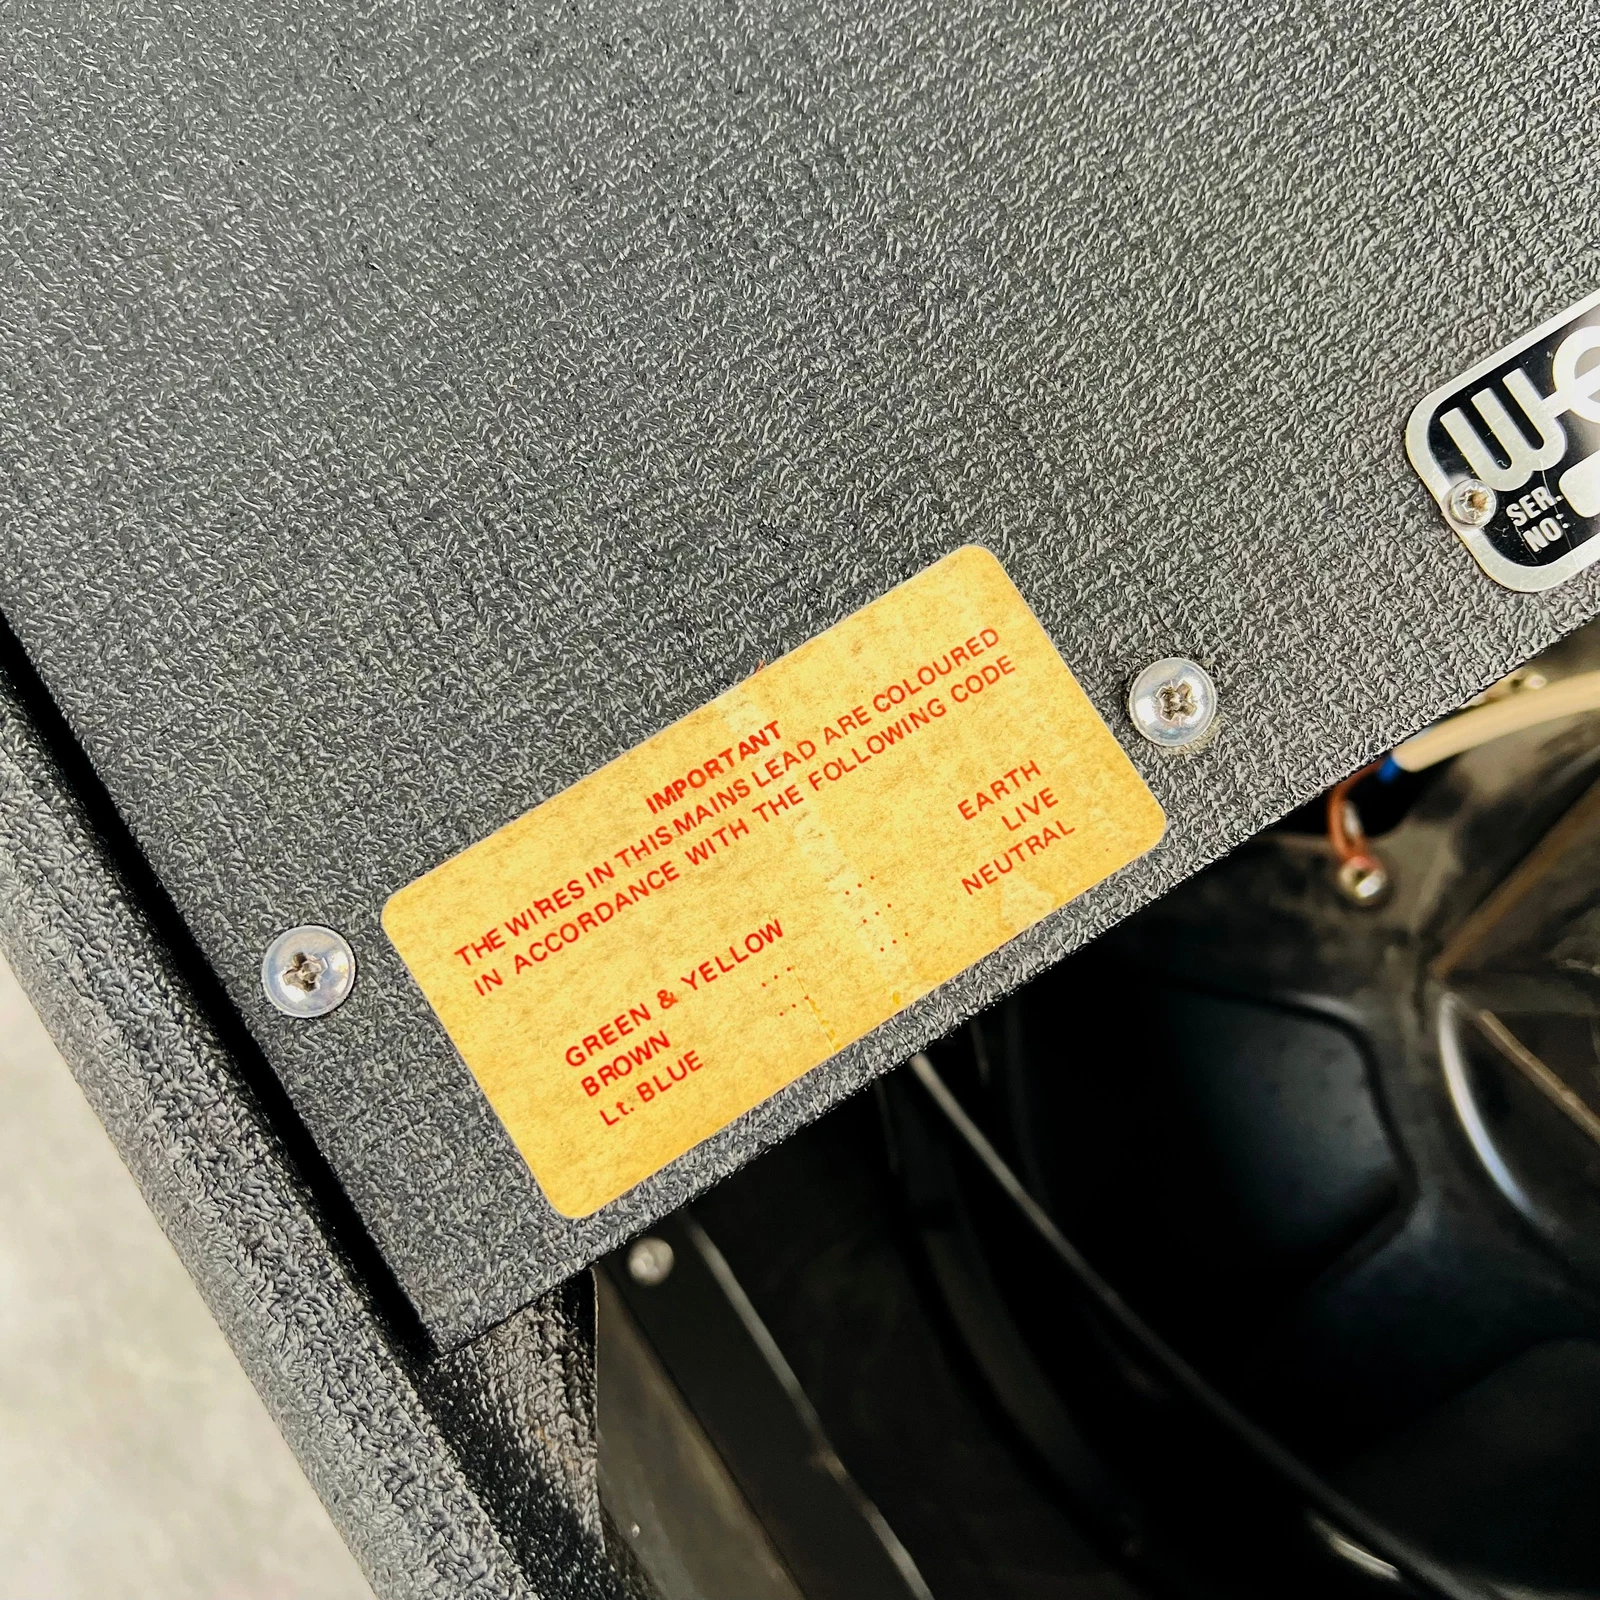 IMPORTANT
THE WIRES IN THIS MAINS LEAD ARE COLOURED
IN ACCORDANCE WITH THE FOLLOWING CODE
GREEN & YELLOW EARTH
BROWN LIVE
Lt. BLUE NEUTRAL
SER.
NO: